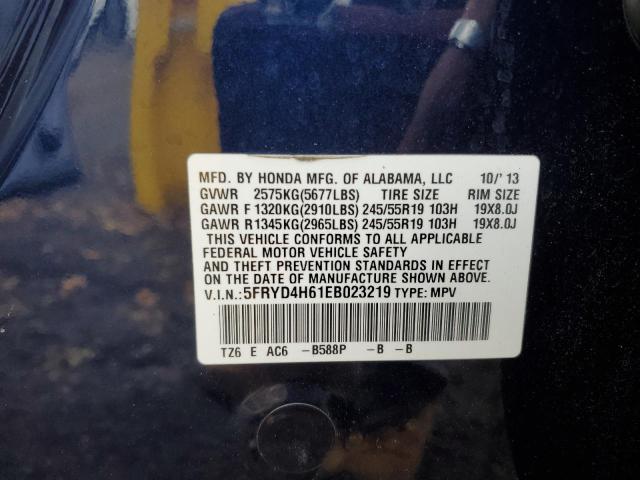 MFD. BY HONDA MFG. OF ALABAMA, LLC 10/'13
GVWR 2575KG(5677LBS) TIRE SIZE RIM SIZE
GAWR F 1320KG(2910LBS) 245/55R19 103H 19X8.0J
GAWR R1345KG(2965LBS) 245/55R19 103H 19X8.0J
THIS VEHICLE CONFORMS TO ALL APPLICABLE
FEDERAL MOTOR VEHICLE SAFETY
AND THEFT PREVENTION STANDARDS IN EFFECT
ON THE DATE OF MANUFACTURE SHOWN ABOVE.
V.I.N.:5FRYD4H61EB023219 TYPE: MPV
TZ6 E AC6 -B588P -B -B